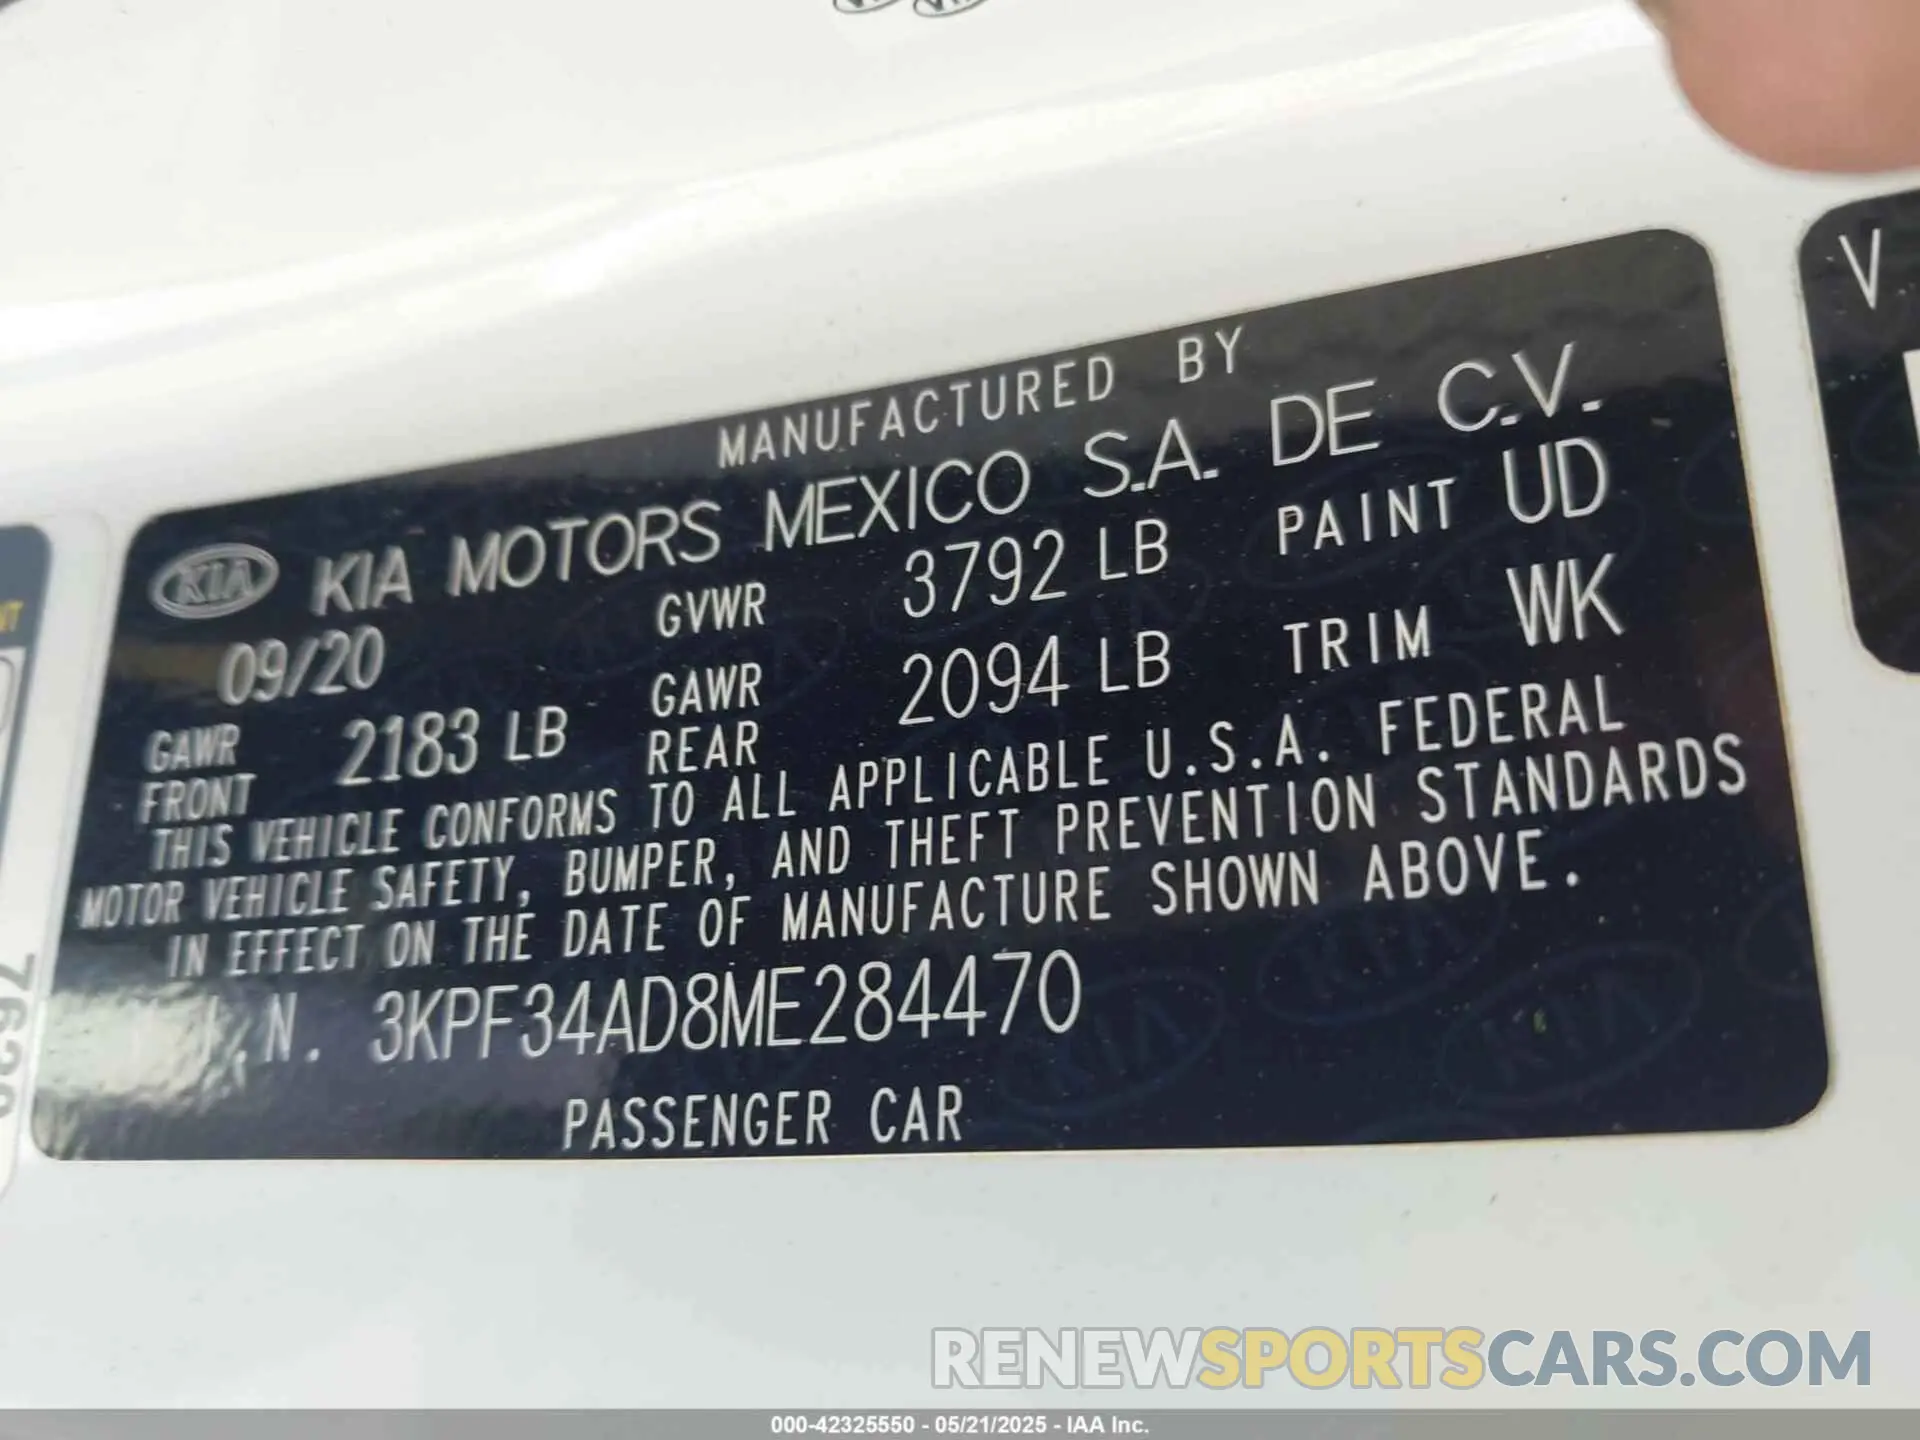 MANUFACTURED BY
KIA KIA MOTORS MEXICO S.A. DE C.V.
09/20 GVWR 3792 LB PAINT UD
GAWR FRONT 2183 LB GAWR REAR 2094 LB TRIM WK
THIS VEHICLE CONFORMS TO ALL APPLICABLE U.S.A. FEDERAL
MOTOR VEHICLE SAFETY, BUMPER, AND THEFT PREVENTION STANDARDS
IN EFFECT ON THE DATE OF MANUFACTURE SHOWN ABOVE.
.I.N. 3KPF34AD8ME284470
PASSENGER CAR
V
RENEWSPORTSCARS.COM
000-42325550 - 05/21/2025 - IAA Inc.